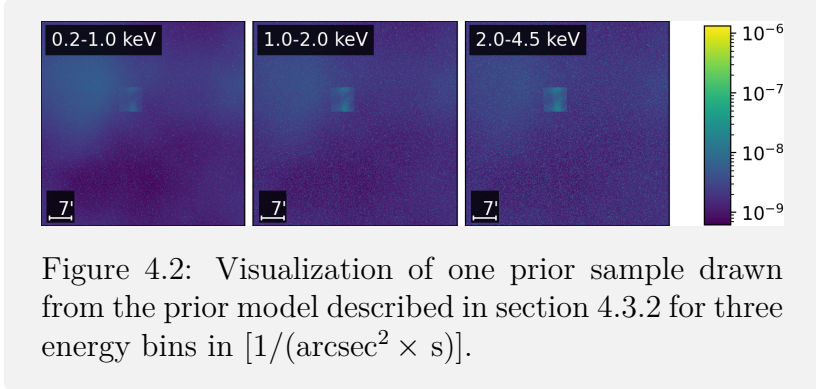 0.2-1.0 keV
1.0-2.0 keV
2.0-4.5 keV
7'
7'
7'
10⁻⁶
10⁻⁷
10⁻⁸
10⁻⁹
Figure 4.2: Visualization of one prior sample drawn
from the prior model described in section 4.3.2 for three
energy bins in [1/(arcsec² × s)].